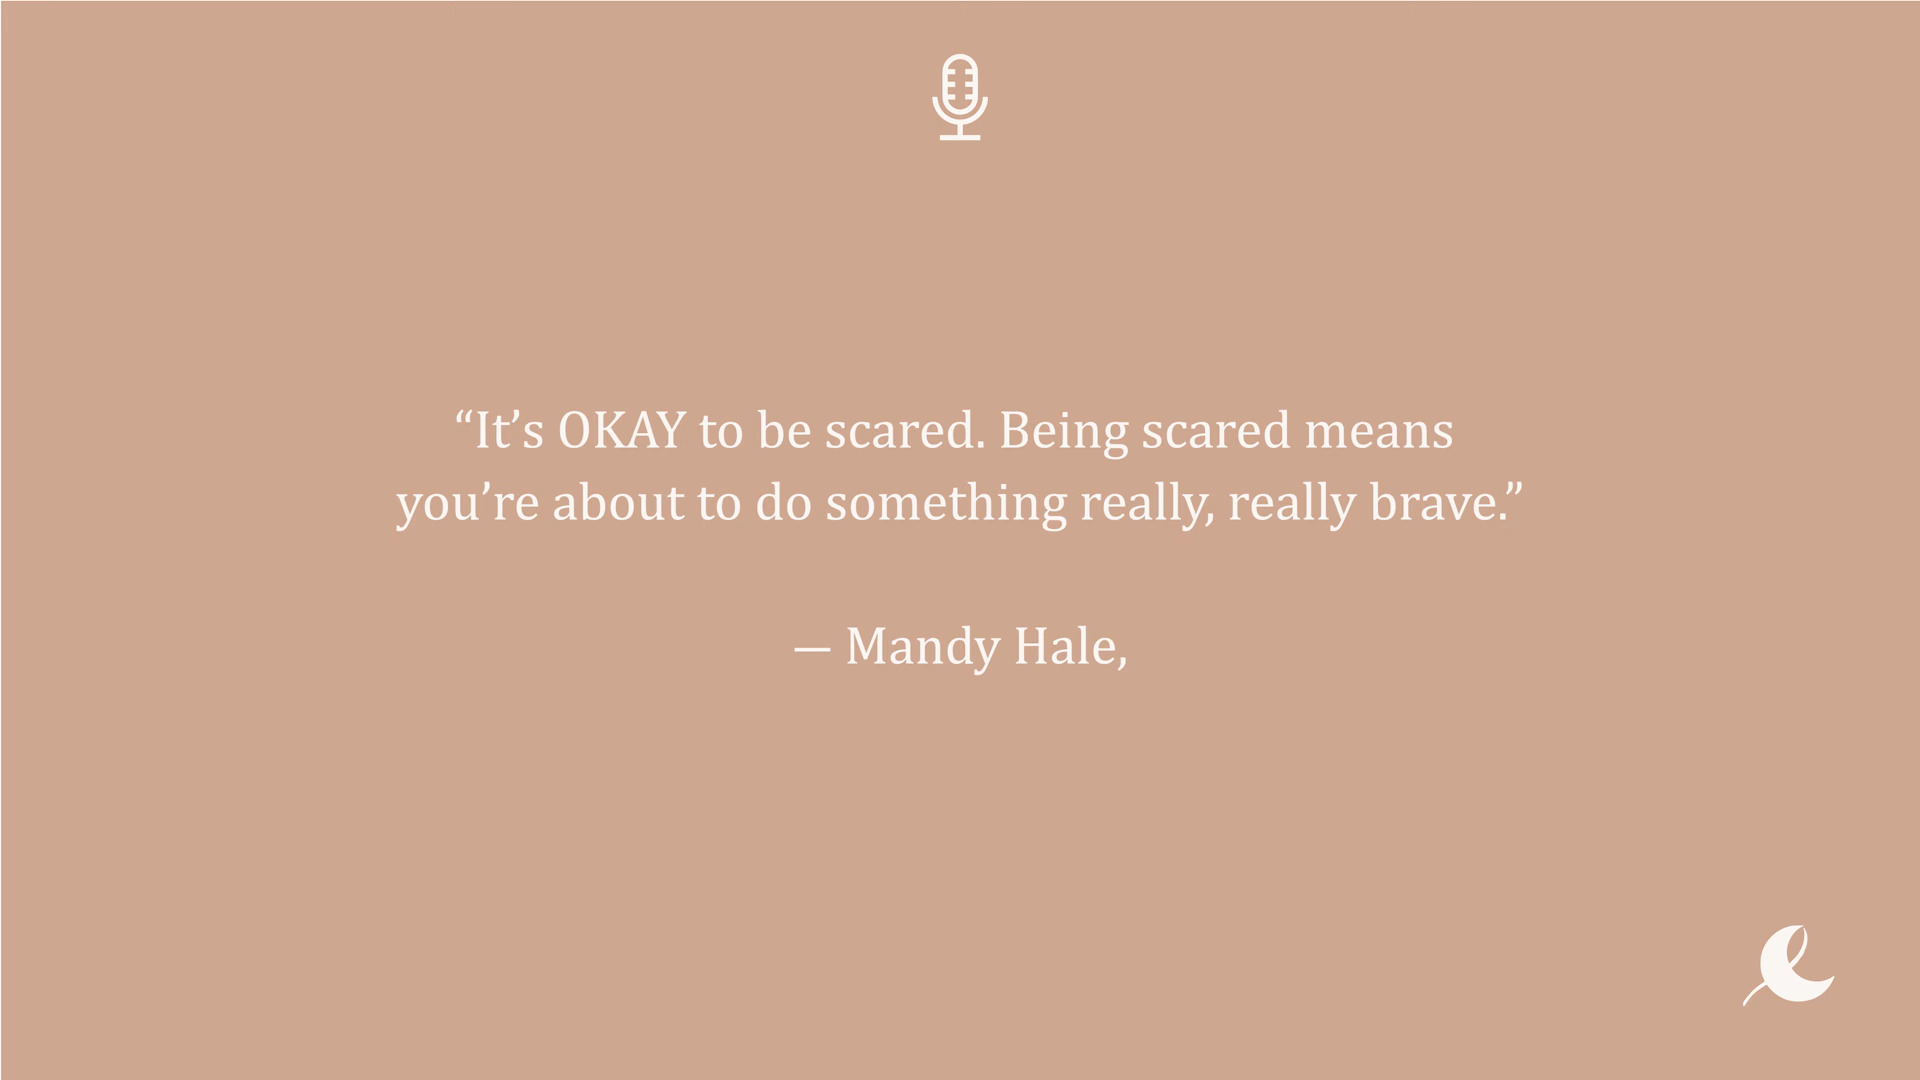 “It’s OKAY to be scared. Being scared means
you’re about to do something really, really brave.”
— Mandy Hale,